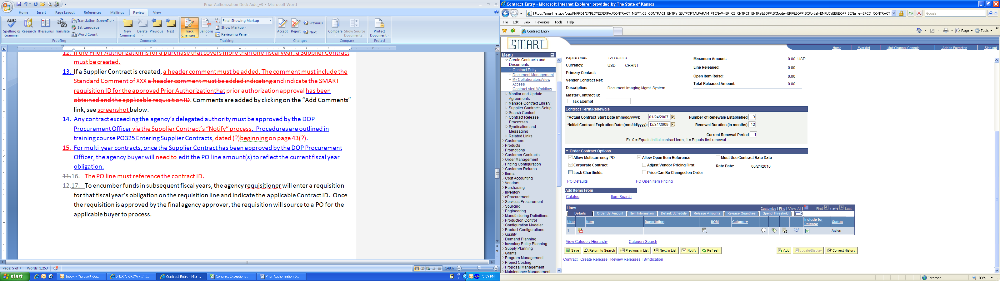 Prior Authorization Desk Aide_v3 - Microsoft Word
Home Insert Page Layout References Mailings Review View
Spelling & Grammar
Research
Thesaurus
Translate
Translation ScreenTip
Set Language
Word Count
Proofing
New Comment
Delete
Previous
Next
Comments
Track Changes
Balloons
Final Showing Markup
Show Markup
Reviewing Pane
Tracking
Accept
Reject
Previous
Next
Changes
Compare
Show Source Documents
Compare
Protect Document
Protect
12. If the Prior Authorization is for a purchase that covers more than one fiscal year, a Supplier Contract
must be created.
13. If a Supplier Contract is created, a header comment must be added. The comment must include the
Standard Comment of XXX a header comment must be added indicating and indicate the SMART
requisition ID for the approved Prior Authorizationthat prior authorization approval has been
obtained and the applicable requisition ID. Comments are added by clicking on the “Add Comments”
link, see screenshot below.
14. Any contract exceeding the agency’s delegated authority must be approved by the DOP
Procurement Officer via the Supplier Contract’s “Notify” process. Procedures are outlined in
training course PO325 Entering Supplier Contracts, dated (?)beginning on page 43(?).
15. For multi-year contracts, once the Supplier Contract has been approved by the DOP Procurement
Officer, the agency buyer will need to edit the PO line amount(s) to reflect the current fiscal year
obligation.
11.16. The PO line must reference the contract ID.
12.17. To encumber funds in subsequent fiscal years, the agency requisitioner will enter a requisition
for that fiscal year’s obligation on the requisition line and indicate the applicable Contract ID. Once
the requisition is approved by the final agency approver, the requisition will source to a PO for the
applicable buyer to process.
Page: 5 of 7 Words: 1,253 148%
start
Inbox - Microsoft Out...
SHERYL CROW - IF I...
Contract Entry - Micr...
Contract Exceptions ...
Prior Authorization D...
5:09 PM
Contract Entry - Microsoft Internet Explorer provided by The State of Kansas
https://smart.ks.gov/psp/FNPRD1/EMPLOYEE/ERP/c/CONTRACT_MGMT.CS_CONTRACT_ENTRY.GBL?PORTALPARAM_PTCNAV=EP_CS_CNTRCT_ENTRY&EOPP.SCNode=ERP&EOPP.SCPortal=EMPLOYEE&EOPP.SCName=EPCO_CONTRACT_
Google
File Edit View Favorites Tools Help
Contract Entry
Page Tools
SMART
Home Worklist MultiChannel Console Add to Favorites Sign out
Menu
Create Contracts and Documents
Contract Entry
Document Management
My Collaborators/View Access
Contract Alert Workflow
Monitor and Update Agreements
Manage Contract Library
Supplier Contracts Setup
Search Content
Contract Release Processes
Syndication and Messaging
Related Links
Customers
Products
Promotions
Customer Contracts
Order Management
Pricing Configuration
Customer Returns
Items
Cost Accounting
Vendors
Purchasing
Inventory
eProcurement
Services Procurement
Sourcing
Engineering
Manufacturing Definitions
Production Control
Configuration Modeler
Product Configurations
Quality
Demand Planning
Inventory Policy Planning
Supply Planning
Grants
Program Management
Project Costing
Proposal Management
Maintenance Management
Expire Date: 12/31/2010
Maximum Amount: 0.00 USD
Currency: USD CRRNT
Line Released: 0.00
Primary Contact:
Open Item Relsd: 0.00
Vendor Contract Ref:
Total Released Amount: 0.00
Description: Document Imaging Mgmt. System
Master Contract ID:
Tax Exempt
Contract Term/Renewals
*Actual Contract Start Date (mm/dd/yyyy): 01/24/2007
Number of Renewals Established 3
*Initial Contract Expiration Date (mm/dd/yyyy): 12/31/2009
Renewal Duration (in months) 12
Current Renewal Period 1
Ex: 0 = Equals initial contract term, 1 = Equals first renewal
Order Contract Options
Allow Multicurrency PO Allow Open Item Reference Must Use Contract Rate Date
Corporate Contract Adjust Vendor Pricing First Rate Date: 06/21/2010
Lock Chartfields Price Can Be Changed on Order
PO Defaults PO Open Item Pricing
Add Items From
Catalog Item Search
Lines
Customize | Find | View All | First 1 of 1 Last
Details Order By Amount Item Information Default Schedule Release Amounts Release Quantities Spend Threshold
Line Item Description UOM Category Include for Release Status
1 Active
View Category Hierarchy Category Search
Save Return to Search Previous in List Next in List Notify Refresh Add Update/Display Correct History
Contract | Create Release | Review Releases | Syndication
Internet 100%